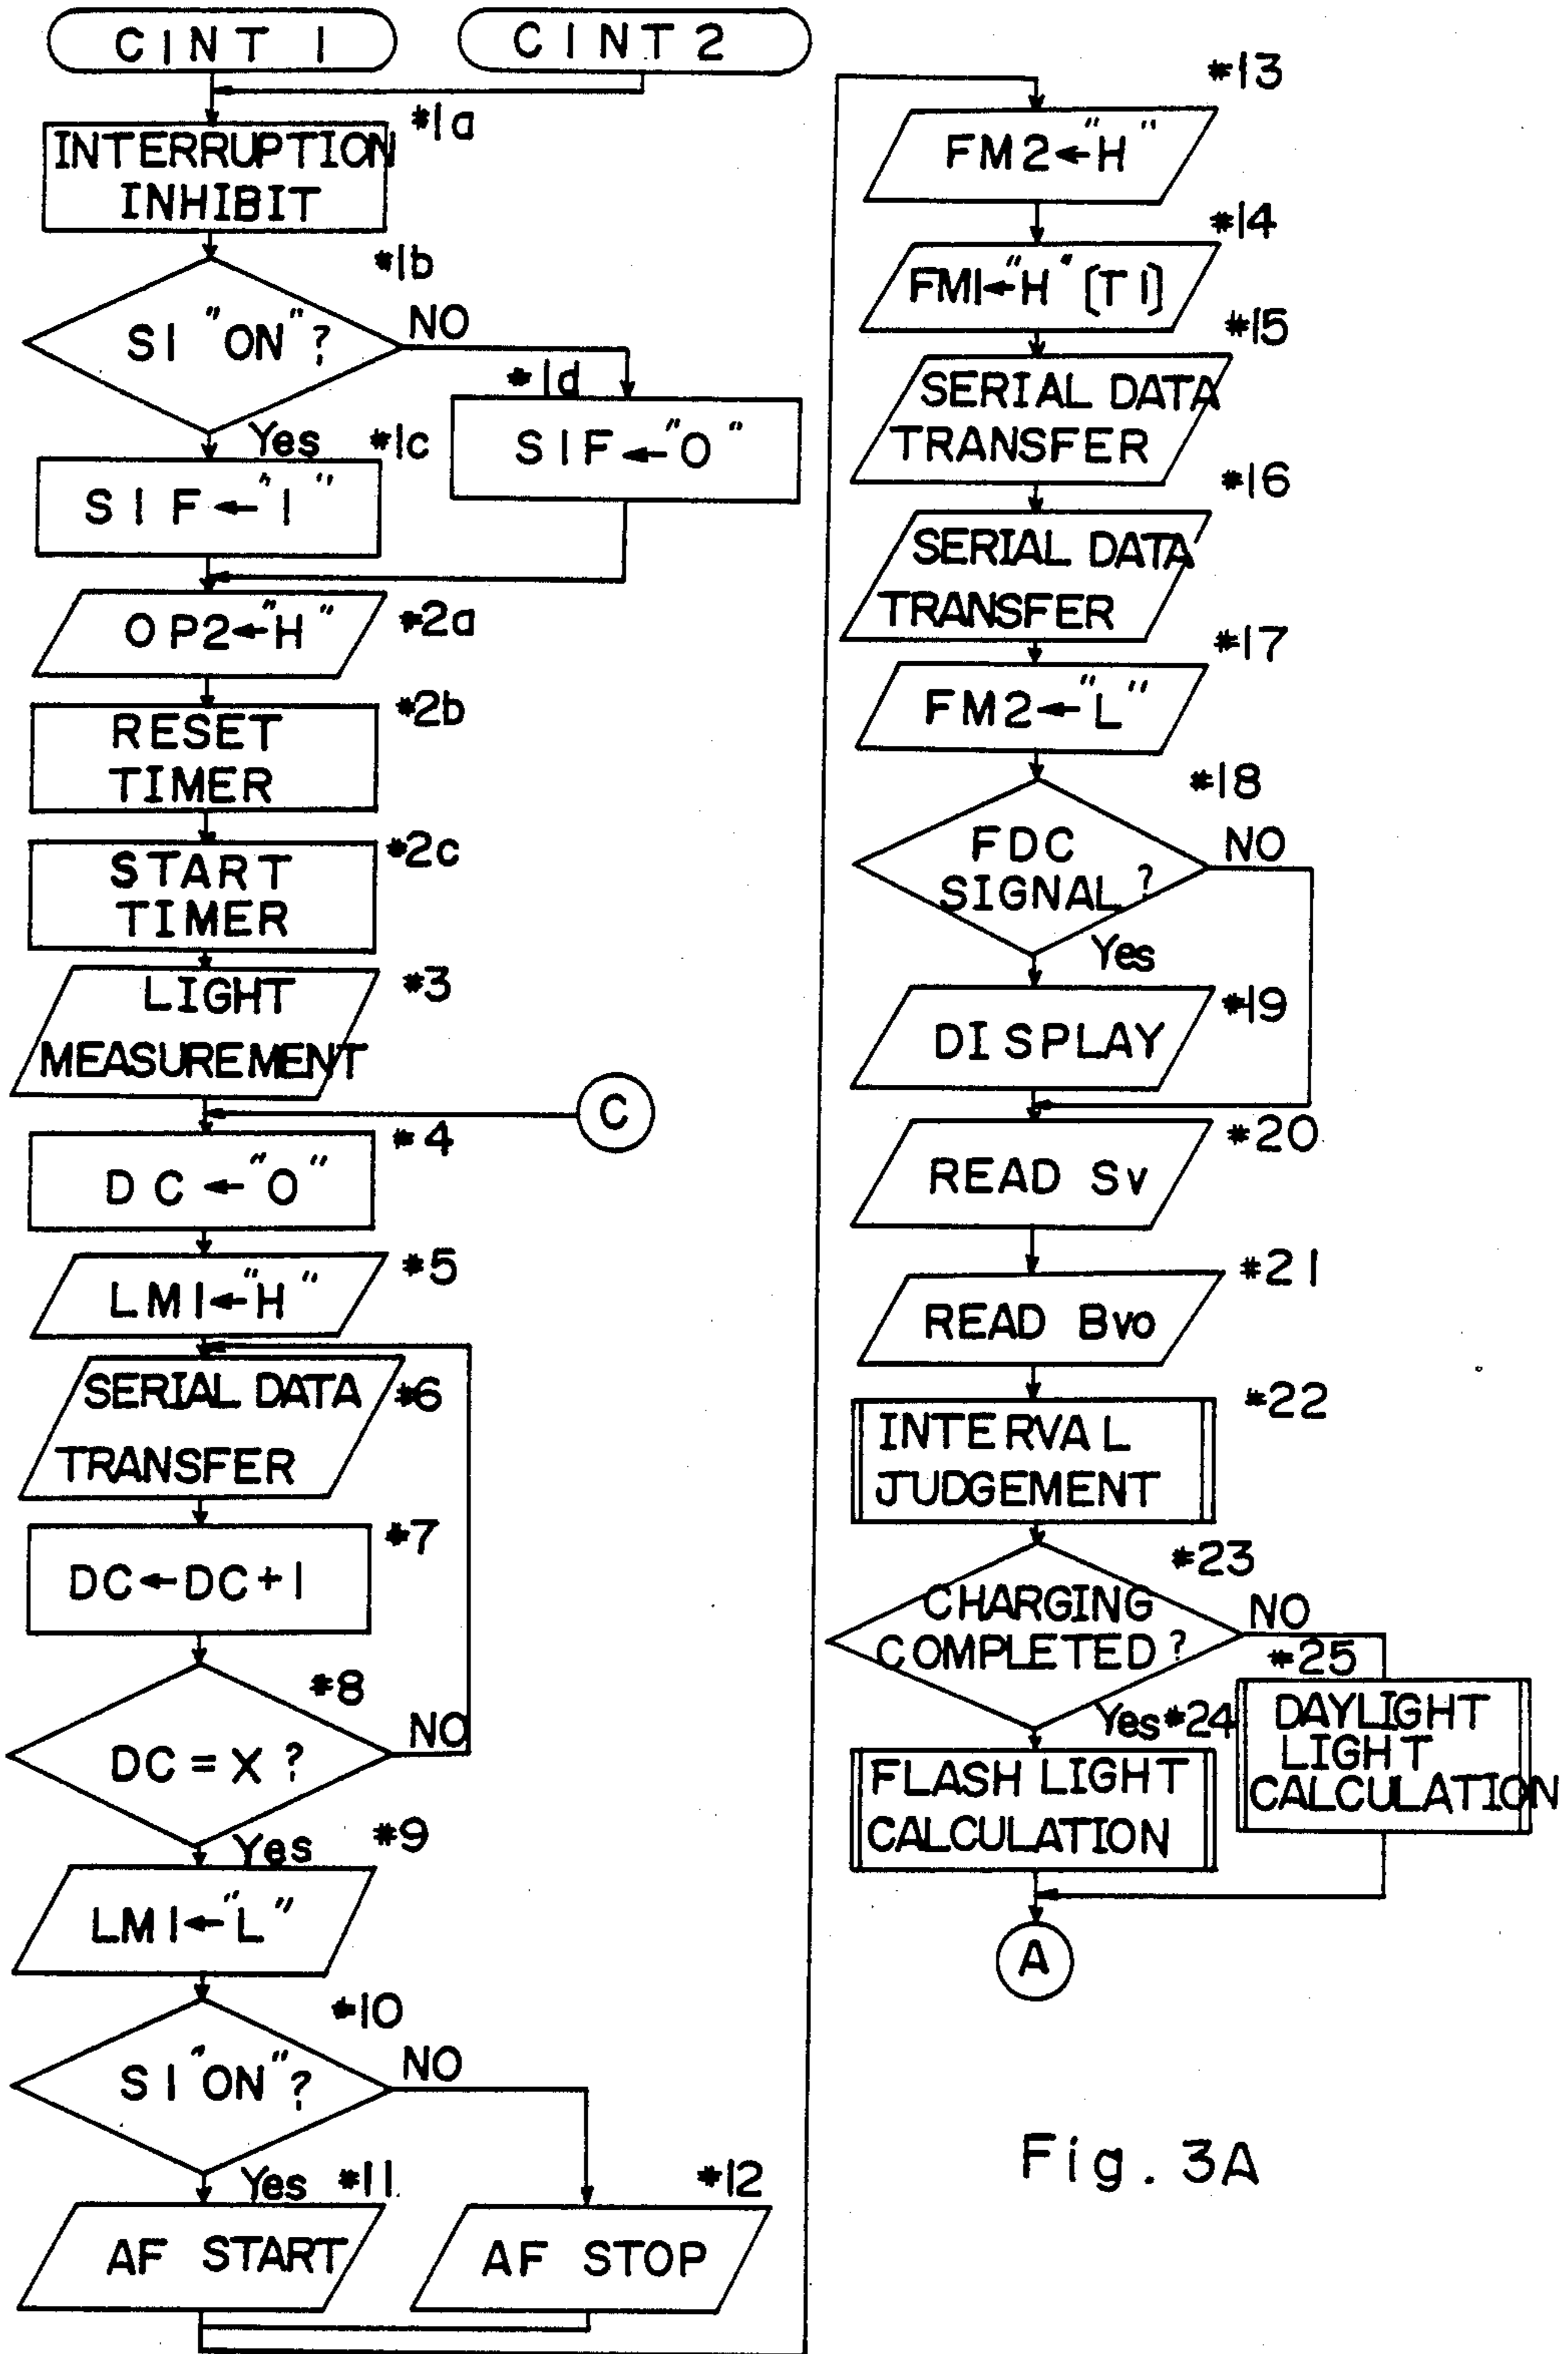 CINT 1
CINT 2
*1a
INTERRUPTION
INHIBIT
*1b
S1 "ON"?
NO
*1d
S1F←"0"
Yes
*1c
S1F←"1"
OP2←"H"
*2a
RESET
TIMER
*2b
START
TIMER
*2c
LIGHT
MEASUREMENT
*3
C
DC←"0"
*4
LM1←"H"
*5
SERIAL DATA
TRANSFER
*6
DC←DC+1
*7
*8
DC=X?
NO
Yes
*9
LM1←"L"
*10
S1"ON"?
NO
Yes
*11
AF START
*12
AF STOP
*13
FM2←"H"
*14
FM1←"H"(T1)
*15
SERIAL DATA
TRANSFER
*16
SERIAL DATA
TRANSFER
*17
FM2←"L"
*18
FDC
SIGNAL?
NO
Yes
*19
DISPLAY
*20
READ Sv
*21
READ Bvo
*22
INTERVAL
JUDGEMENT
*23
CHARGING
COMPLETED?
NO
*25
DAYLIGHT
LIGHT
CALCULATION
Yes
*24
FLASH LIGHT
CALCULATION
A
Fig. 3A